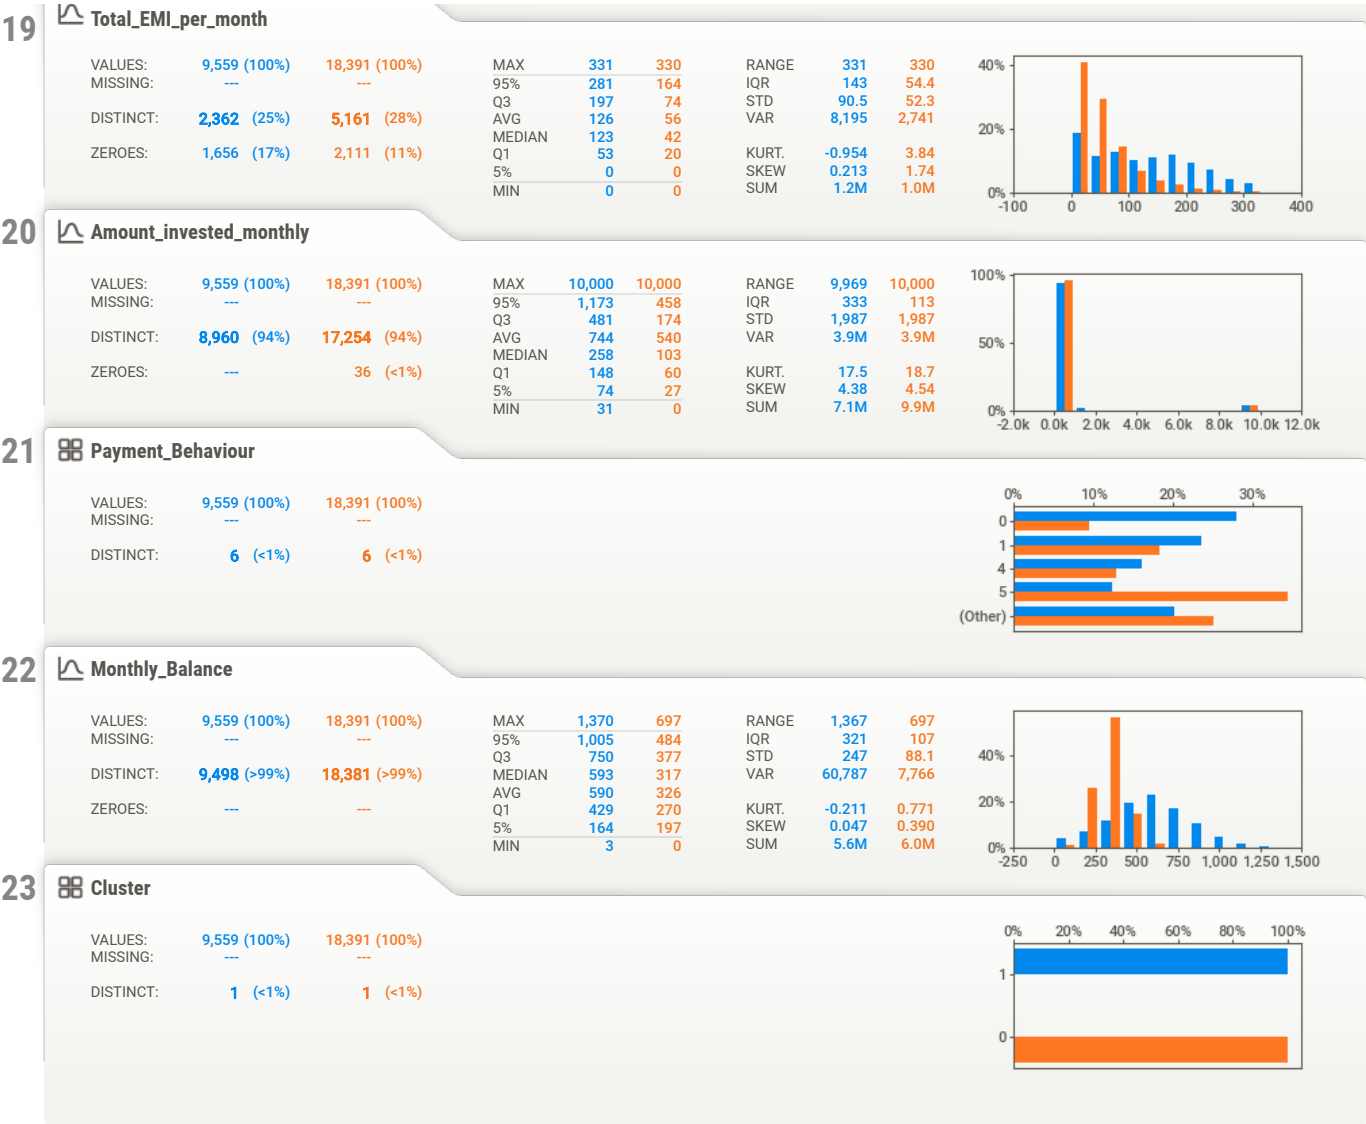 19 Total_EMI_per_month
VALUES: 9,559 (100%) 18,391 (100%)
MISSING: --- ---
DISTINCT: 2,362 (25%) 5,161 (28%)
ZEROES: 1,656 (17%) 2,111 (11%)
MAX 331 330
95% 281 164
Q3 197 74
AVG 126 56
MEDIAN 123 42
Q1 53 20
5% 0 0
MIN 0 0
RANGE 331 330
IQR 143 54.4
STD 90.5 52.3
VAR 8,195 2,741
KURT. -0.954 3.84
SKEW 0.213 1.74
SUM 1.2M 1.0M
40%
20%
0%
-100 0 100 200 300 400
20 Amount_invested_monthly
VALUES: 9,559 (100%) 18,391 (100%)
MISSING: --- ---
DISTINCT: 8,960 (94%) 17,254 (94%)
ZEROES: --- 36 (<1%)
MAX 10,000 10,000
95% 1,173 458
Q3 481 174
AVG 744 540
MEDIAN 258 103
Q1 148 60
5% 74 27
MIN 31 0
RANGE 9,969 10,000
IQR 333 113
STD 1,987 1,987
VAR 3.9M 3.9M
KURT. 17.5 18.7
SKEW 4.38 4.54
SUM 7.1M 9.9M
100%
50%
0%
-2.0k 0.0k 2.0k 4.0k 6.0k 8.0k 10.0k 12.0k
21 Payment_Behaviour
VALUES: 9,559 (100%) 18,391 (100%)
MISSING: --- ---
DISTINCT: 6 (<1%) 6 (<1%)
0% 10% 20% 30%
0
1
4
5
(Other)
22 Monthly_Balance
VALUES: 9,559 (100%) 18,391 (100%)
MISSING: --- ---
DISTINCT: 9,498 (>99%) 18,381 (>99%)
ZEROES: --- ---
MAX 1,370 697
95% 1,005 484
Q3 750 377
MEDIAN 593 317
AVG 590 326
Q1 429 270
5% 164 197
MIN 3 0
RANGE 1,367 697
IQR 321 107
STD 247 88.1
VAR 60,787 7,766
KURT. -0.211 0.771
SKEW 0.047 0.390
SUM 5.6M 6.0M
40%
20%
0%
-250 0 250 500 750 1,000 1,250 1,500
23 Cluster
VALUES: 9,559 (100%) 18,391 (100%)
MISSING: --- ---
DISTINCT: 1 (<1%) 1 (<1%)
0% 20% 40% 60% 80% 100%
1
0